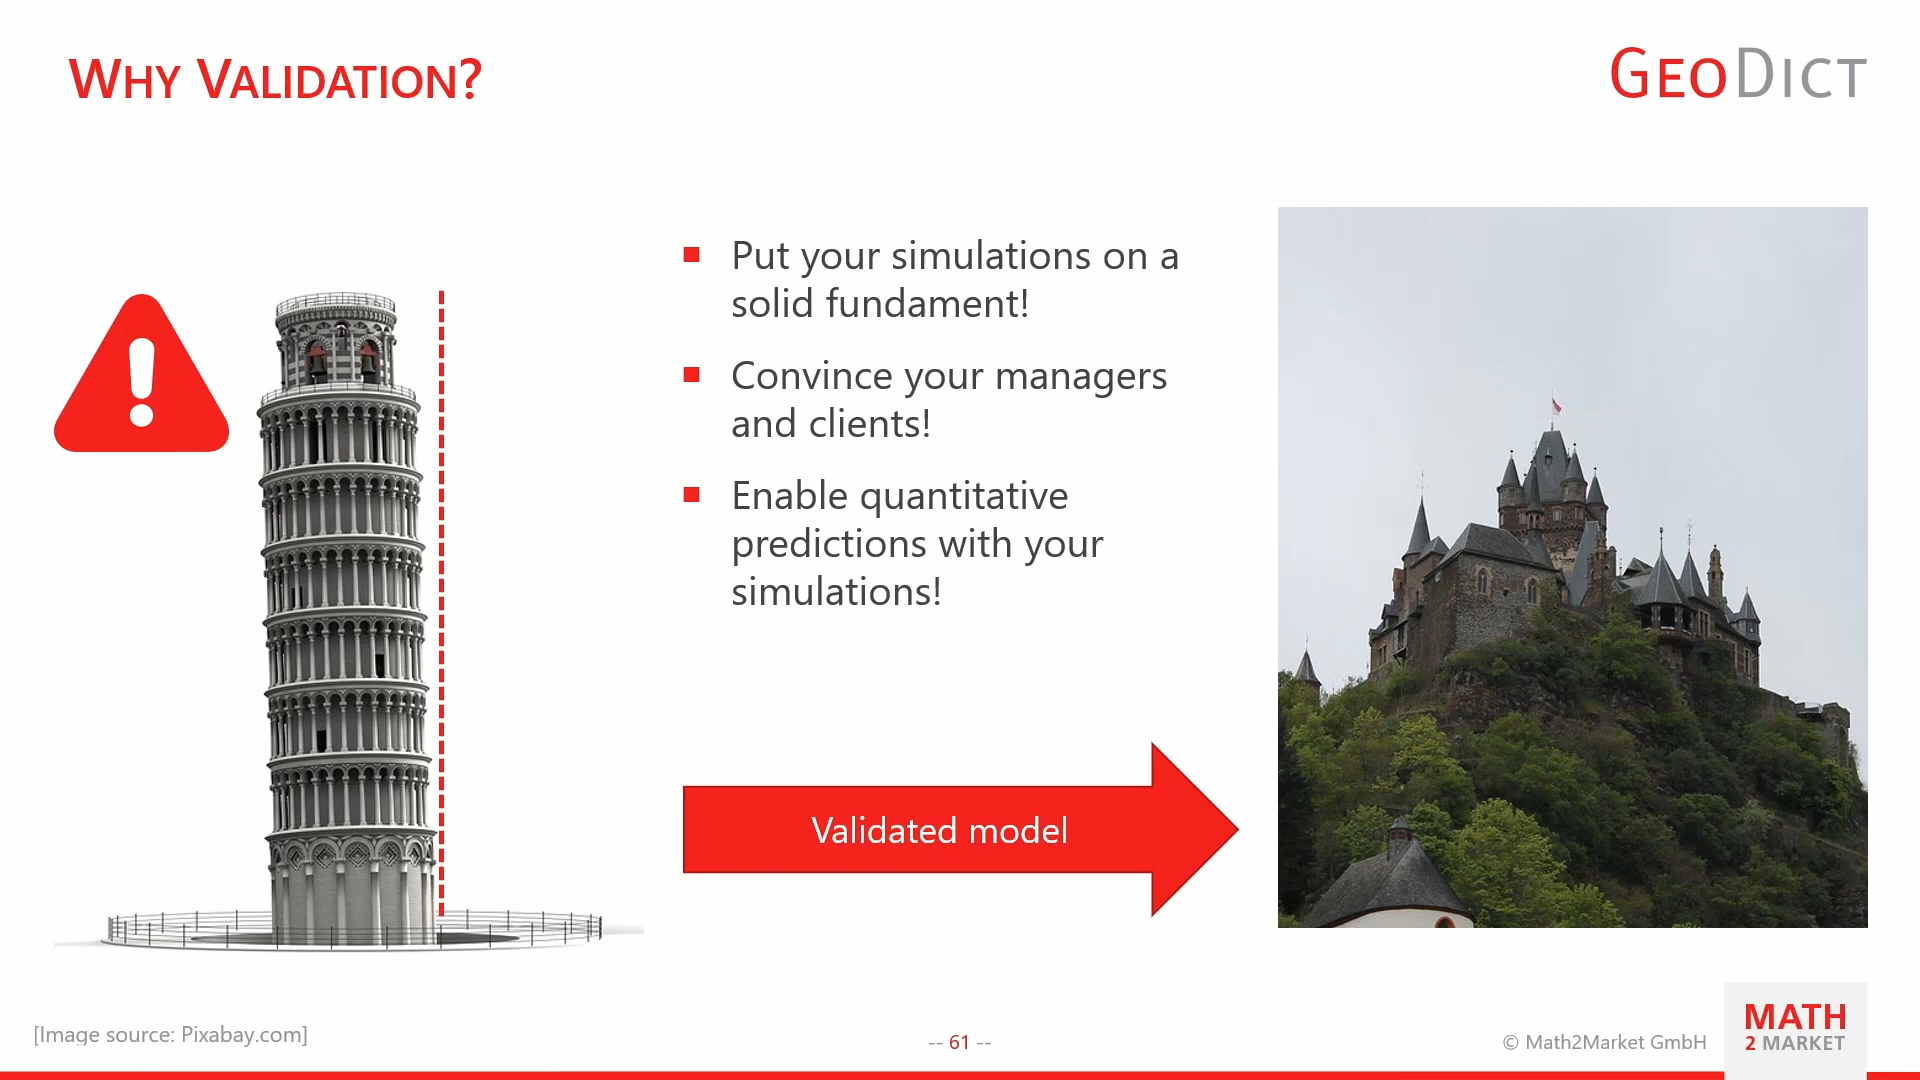 WHY VALIDATION?
GEODICT
Put your simulations on a
solid fundament!
Convince your managers
and clients!
Enable quantitative
predictions with your
simulations!
Validated model
[Image source: Pixabay.com]
-- 61 --
© Math2Market GmbH
MATH
2 MARKET